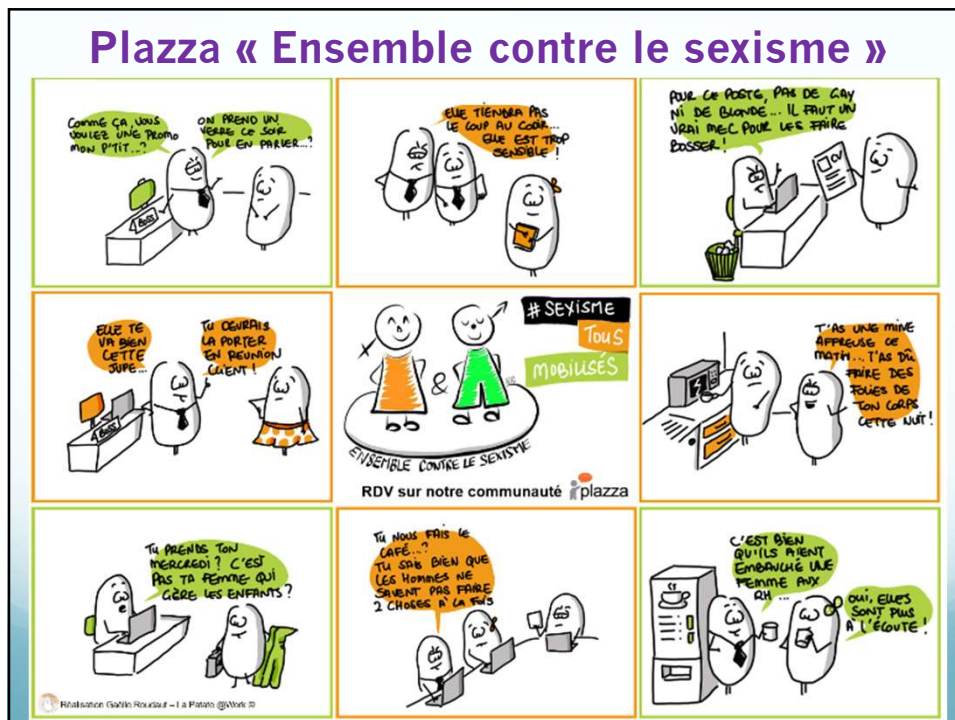 Plazza « Ensemble contre le sexisme »
COMME ÇA, VOUS
VOULEZ UNE PROMO
MON P'TIT...?
ON PREND UN
VERRE CE SOIR
POUR EN PARLER...?
BOSS
ELLE TIENDRA PAS
LE COUP AU CODIR...
ELLE EST TROP
SENSIBLE !
POUR CE POSTE, PAS DE GAY
NI DE BLONDE... IL FAUT UN
VRAI MEC POUR LES FAIRE
BOSSER!
CV
ELLE TE
VA BIEN
CETTE
JUPE...
TU DEVRAIS
LA PORTER
EN REUNION
CLIENT !
BOSS
# SEXISME
TOUS
MOBILISÉS
&
ENSEMBLE CONTRE LE SEXISME
RDV sur notre communauté plazza
T'AS UNE MINE
AFFREUSE CE
MATIN... T'AS DÛ
FAIRE DES
FOLIES DE
TON CORPS
CETTE NUIT !
TU PRENDS TON
MERCREDI ? C'EST
PAS TA FEMME QUI
GÈRE LES ENFANTS ?
TU NOUS FAIS LE
CAFÉ...?
TU SAIS BIEN QUE
LES HOMMES NE
SAVENT PAS FAIRE
2 CHOSES A LA FOIS
C'EST BIEN
QU'ILS AIENT
EMBAUCHÉ UNE
FEMME AUX
RH ...
OUI, ELLES
SONT PLUS
A L'ÉCOUTE !
Réalisation Gaëlle Roudaut – La Patate @Work ©